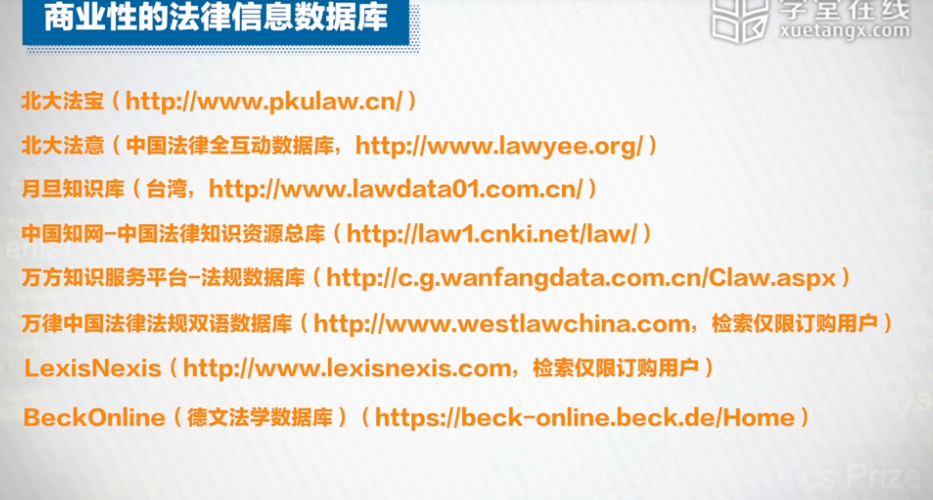 商业性的法律信息数据库
学堂在线
xuetangx.com
北大法宝（http://www.pkulaw.cn/）
北大法意（中国法律全互动数据库，http://www.lawyee.org/）
月旦知识库（台湾，http://www.lawdata01.com.cn/）
中国知网-中国法律知识资源总库（http://law1.cnki.net/law/）
万方知识服务平台-法规数据库（http://c.g.wanfangdata.com.cn/Claw.aspx）
万律中国法律法规双语数据库（http://www.westlawchina.com，检索仅限订购用户）
LexisNexis（http://www.lexisnexis.com，检索仅限订购用户）
BeckOnline（德文法学数据库）（https://beck-online.beck.de/Home）
Prize